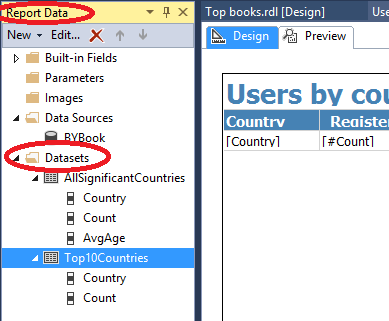 Report Data
New Edit...
Built-in Fields
Parameters
Images
Data Sources
BYBook
Datasets
AllSignificantCountries
Country
Count
AvgAge
Top10Countries
Country
Count
Top books.rdl [Design]
Design Preview
Users by cou
Country Register
[Country] [#Count]